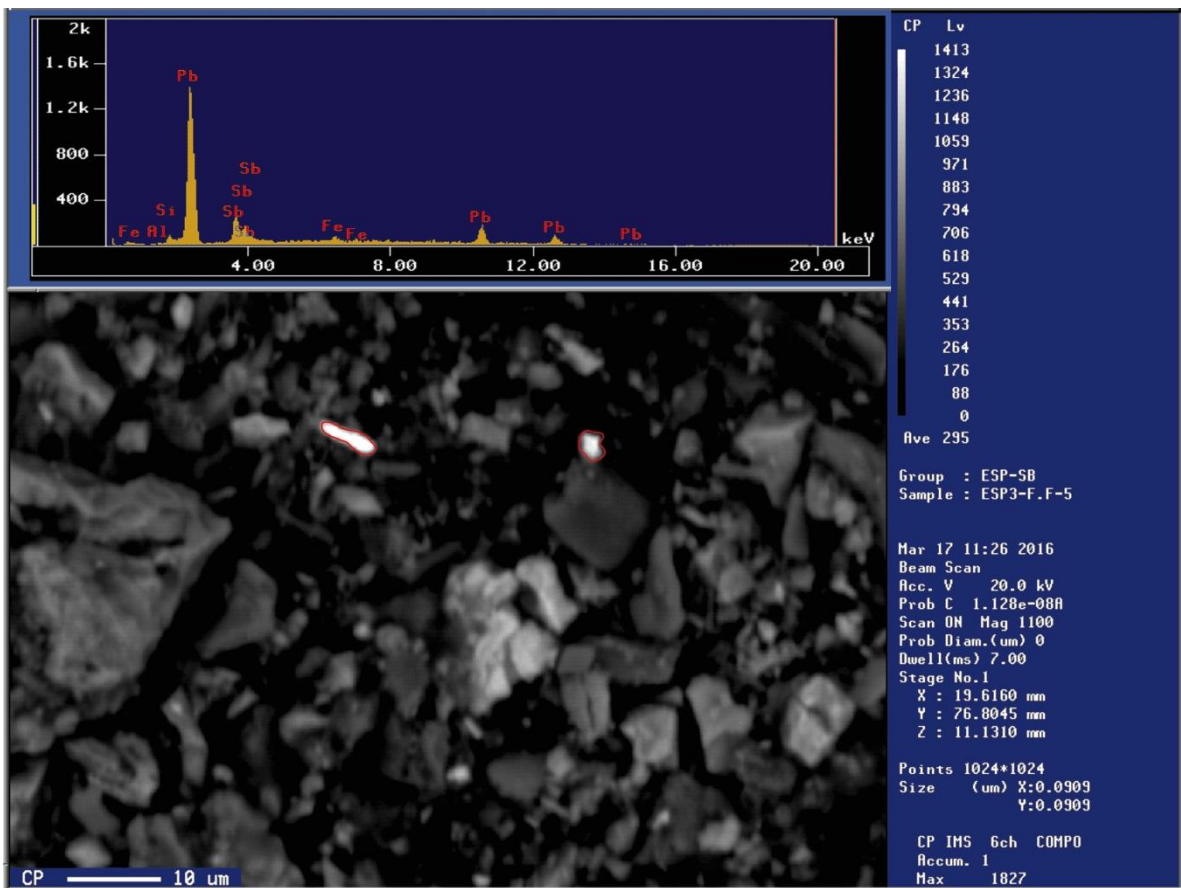 2k
1.6k
1.2k
800
400
Pb
Sb
Sb
Sb
Sb
Si
Fe Al
Fe
Fe
Pb
Pb
Pb
keV
4.00 8.00 12.00 16.00 20.00
CP 10 um
CP Lv
1413
1324
1236
1148
1059
971
883
794
706
618
529
441
353
264
176
88
0
Ave 295
Group : ESP-SB
Sample : ESP3-F.F-5
Mar 17 11:26 2016
Beam Scan
Acc. V 20.0 kV
Prob C 1.128e-08A
Scan ON Mag 1100
Prob Diam.(um) 0
Dwell(ms) 7.00
Stage No.1
X : 19.6160 mm
Y : 76.8045 mm
Z : 11.1310 mm
Points 1024*1024
Size (um) X:0.0909
Y:0.0909
CP IMS 6ch COMPO
Accum. 1
Max 1827